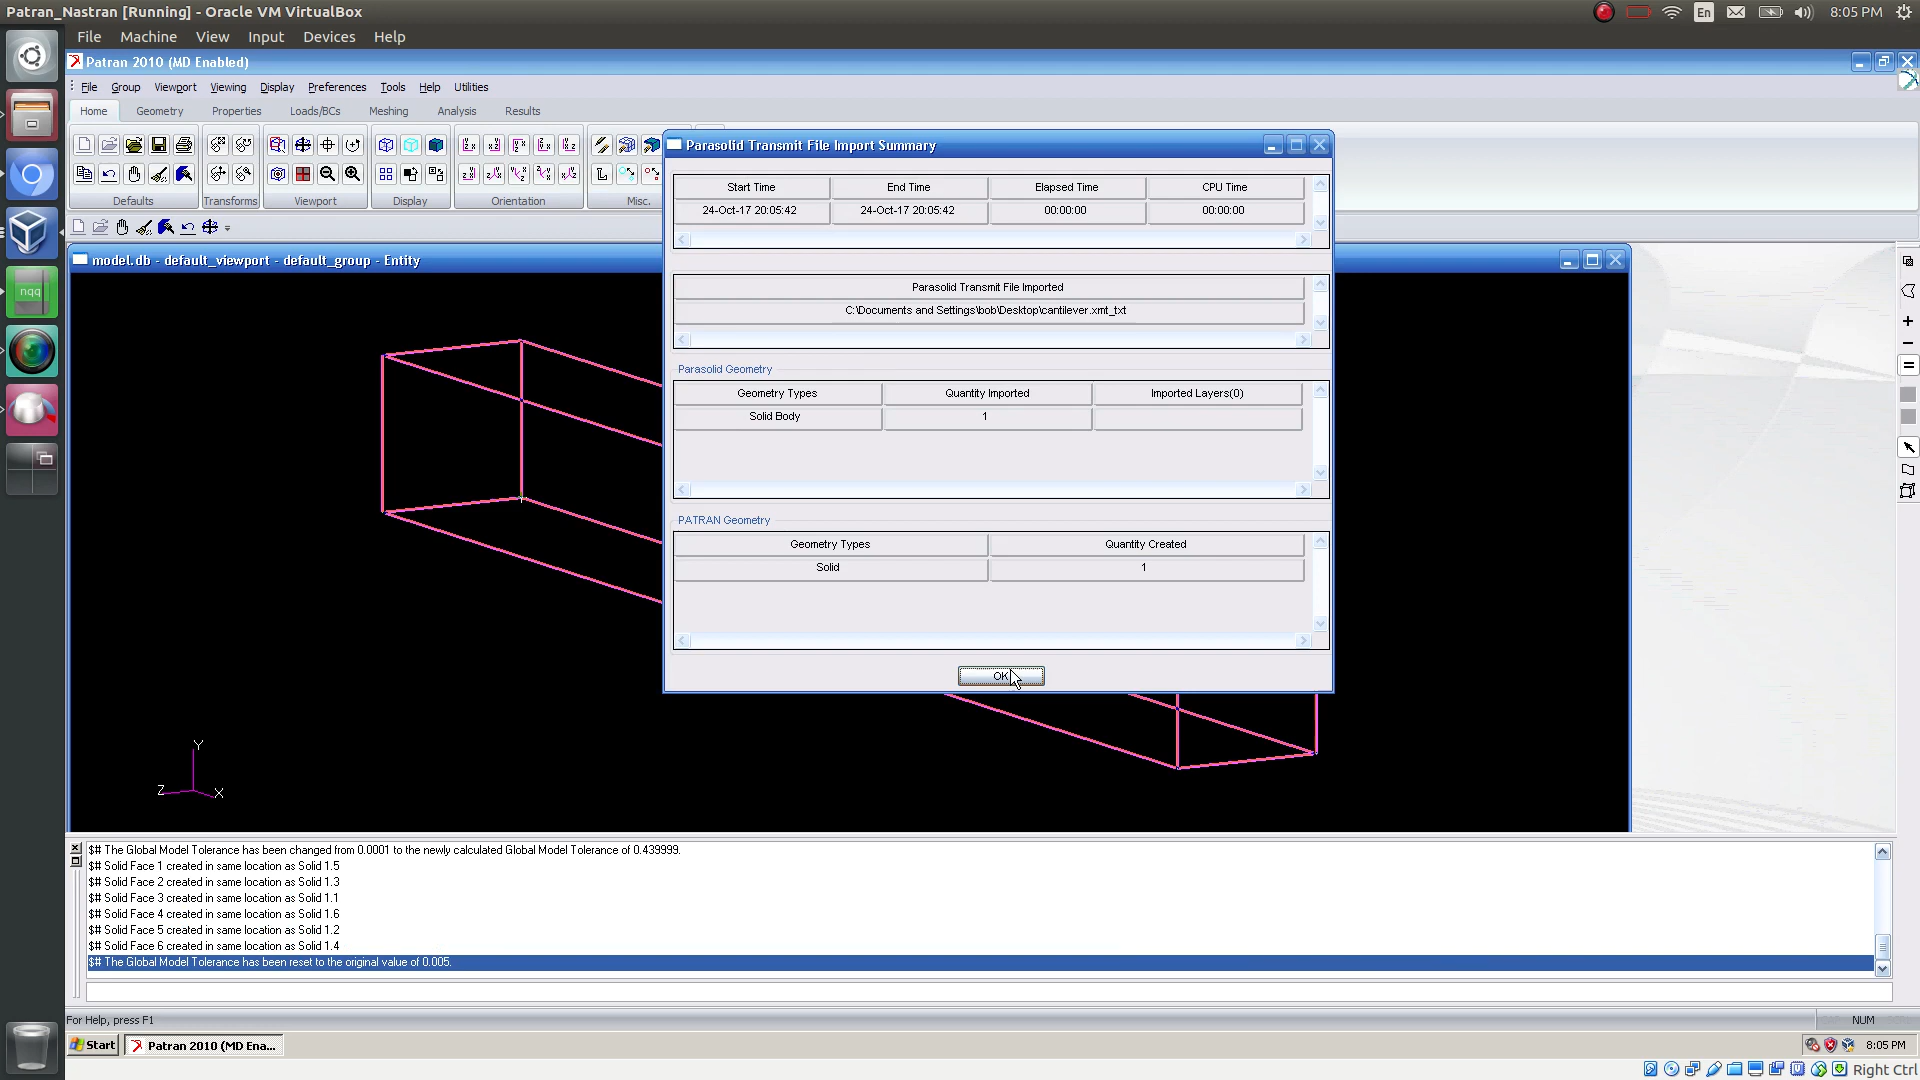 Patran_Nastran [Running] - Oracle VM VirtualBox
En
8:05 PM
File Machine View Input Devices Help
Patran 2010 (MD Enabled)
File Group Viewport Viewing Display Preferences Tools Help Utilities
Home Geometry Properties Loads/BCs Meshing Analysis Results
Defaults Transforms Viewport Display Orientation Misc.
model.db - default_viewport - default_group - Entity
nqq
Parasolid Transmit File Import Summary
Start Time End Time Elapsed Time CPU Time
24-Oct-17 20:05:42 24-Oct-17 20:05:42 00:00:00 00:00:00
Parasolid Transmit File Imported
C:\Documents and Settings\bob\Desktop\cantilever.xmt_txt
Parasolid Geometry
Geometry Types Quantity Imported Imported Layers(0)
Solid Body 1
PATRAN Geometry
Geometry Types Quantity Created
Solid 1
OK
Y
Z X
$# The Global Model Tolerance has been changed from 0.0001 to the newly calculated Global Model Tolerance of 0.439999.
$# Solid Face 1 created in same location as Solid 1.5
$# Solid Face 2 created in same location as Solid 1.3
$# Solid Face 3 created in same location as Solid 1.1
$# Solid Face 4 created in same location as Solid 1.6
$# Solid Face 5 created in same location as Solid 1.2
$# Solid Face 6 created in same location as Solid 1.4
$# The Global Model Tolerance has been reset to the original value of 0.005.
For Help, press F1
NUM
Start
Patran 2010 (MD Ena...
8:05 PM
Right Ctrl